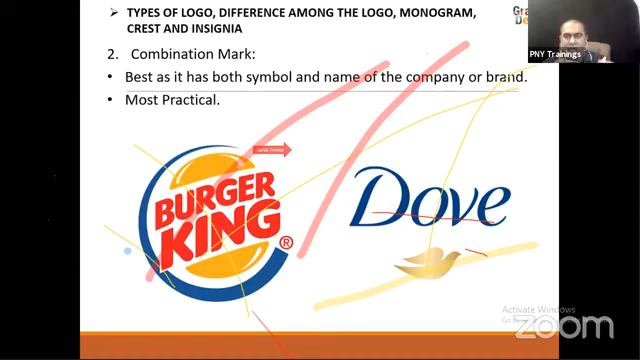 ➢ TYPES OF LOGO, DIFFERENCE AMONG THE LOGO, MONOGRAM,
CREST AND INSIGNIA
PNY Trainings
2. Combination Mark:
• Best as it has both symbol and name of the company or brand.
• Most Practical.
BURGER
KING
®
Dove
Activate Windows
zoom